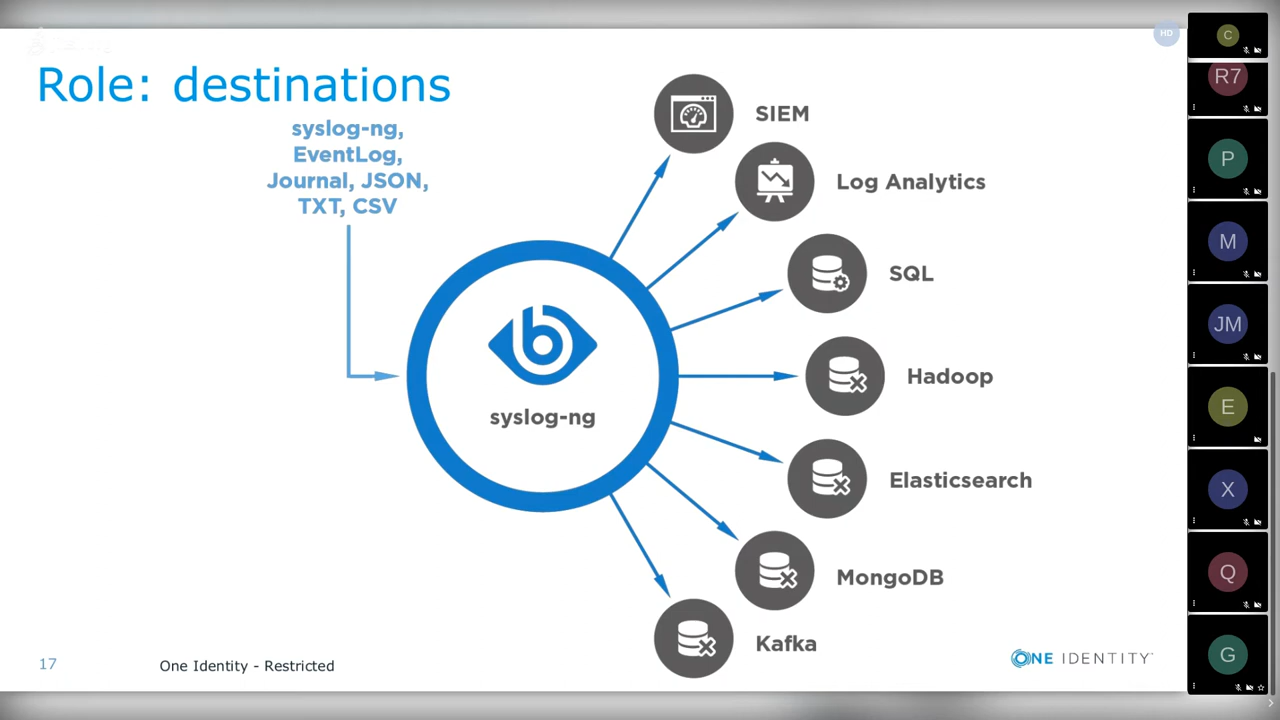 HD
Role: destinations
syslog-ng,
EventLog,
Journal, JSON,
TXT, CSV
syslog-ng
SIEM
Log Analytics
SQL
Hadoop
Elasticsearch
MongoDB
Kafka
17
One Identity - Restricted
ONE IDENTITY
C
R7
P
M
JM
E
X
Q
G